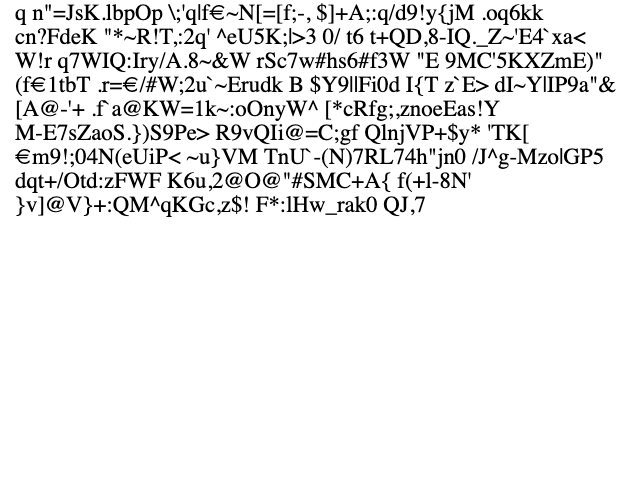 q n"=JsK.lbpOp \;'q|f€~N[=[f;-, $]+A;:q/d9!y{jM .oq6kk
cn?FdeK "*~R!T,:2q' ^eU5K;|>3 0/ t6 t+QD,8-IQ._Z~'E4`xa<
W!r q7WIQ:Iry/A.8~&W rSc7w#hs6#f3W "E 9MC'5KXZmE)"
(f€1tbT .r=€/#W;2u`~Erudk B $Y9||Fi0d I{T z`E> dI~Y|IP9a"&
[A@-'+ .f`a@KW=1k~:oOnyW^ [*cRfg;,znoeEas!Y
M-E7sZaoS.})S9Pe> R9vQIi@=C;gf QlnjVP+$y* 'TK[
€m9!;04N(eUiP< ~u}VM TnU`-(N)7RL74h"jn0 /J^g-Mzo|GP5
dqt+/Otd:zFWF K6u,2@O@"#SMC+A{ f(+l-8N'
}v]@V}+:QM^qKGc,z$! F*:lHw_rak0 QJ,7